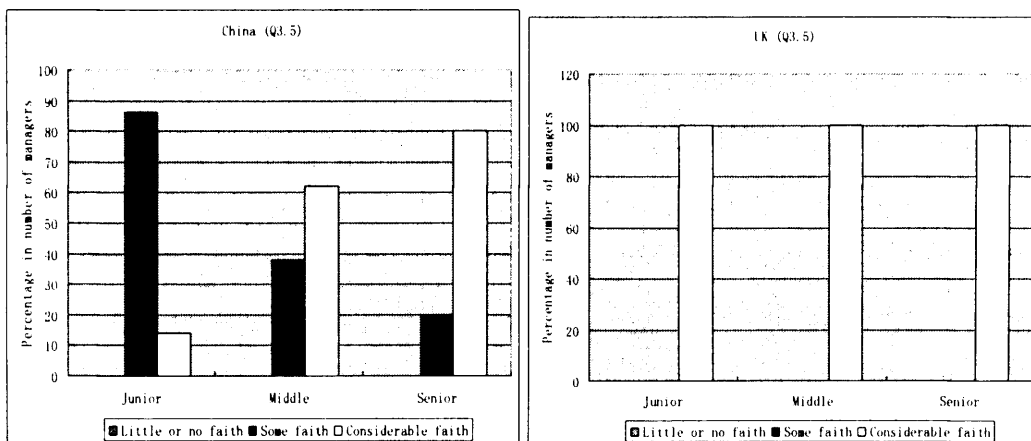 China (Q3.5)
Percentage in number of managers
100
90
80
70
60
50
40
30
20
10
0
Junior Middle Senior
Little or no faith Some faith Considerable faith
UK (Q3.5)
Percentage in number of managers
120
100
80
60
40
20
0
Junior Middle Senior
Little or no faith Some faith Considerable faith